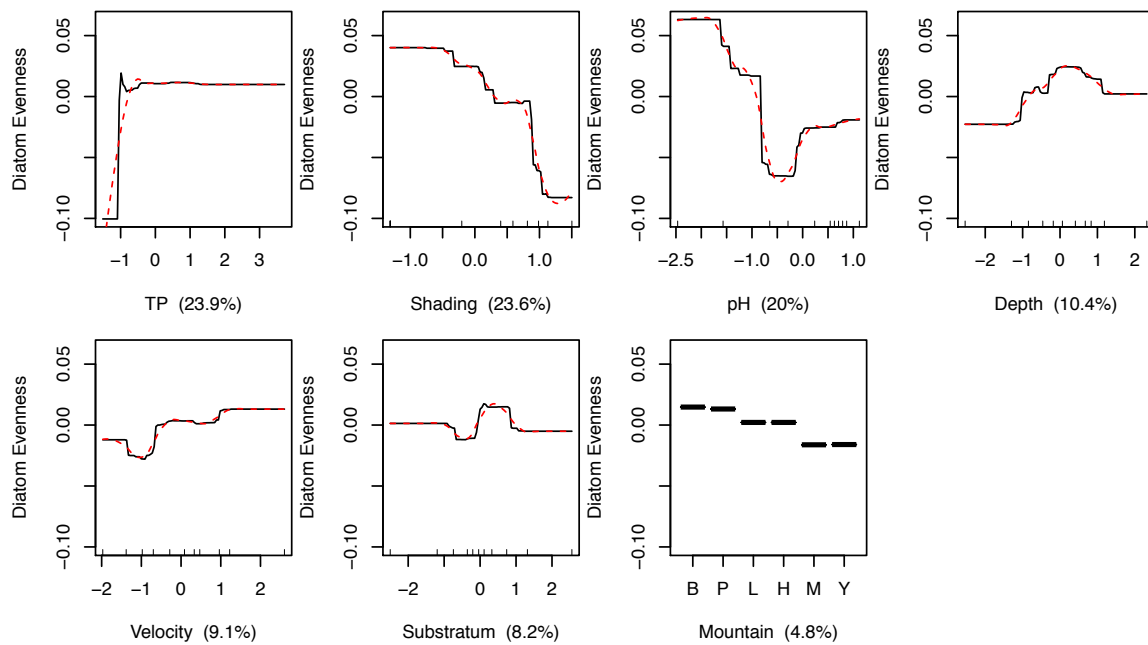 Diatom Evenness
0.05
0.00
−0.10
−1 0 1 2 3
TP (23.9%)
Diatom Evenness
0.05
0.00
−0.10
−1.0 0.0 1.0
Shading (23.6%)
Diatom Evenness
0.05
0.00
−0.10
−2.5 −1.0 0.0 1.0
pH (20%)
Diatom Evenness
0.05
0.00
−0.10
−2 −1 0 1 2
Depth (10.4%)
Diatom Evenness
0.05
0.00
−0.10
−2 −1 0 1 2
Velocity (9.1%)
Diatom Evenness
0.05
0.00
−0.10
−2 0 1 2
Substratum (8.2%)
Diatom Evenness
0.05
0.00
−0.10
B P L H M Y
Mountain (4.8%)